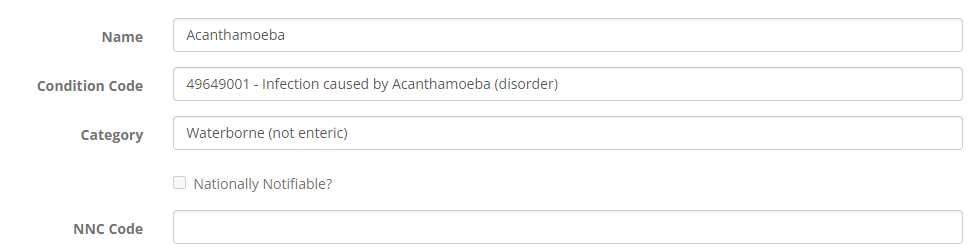 Name Acanthamoeba
Condition Code 49649001 - Infection caused by Acanthamoeba (disorder)
Category Waterborne (not enteric)
Nationally Notifiable?
NNC Code